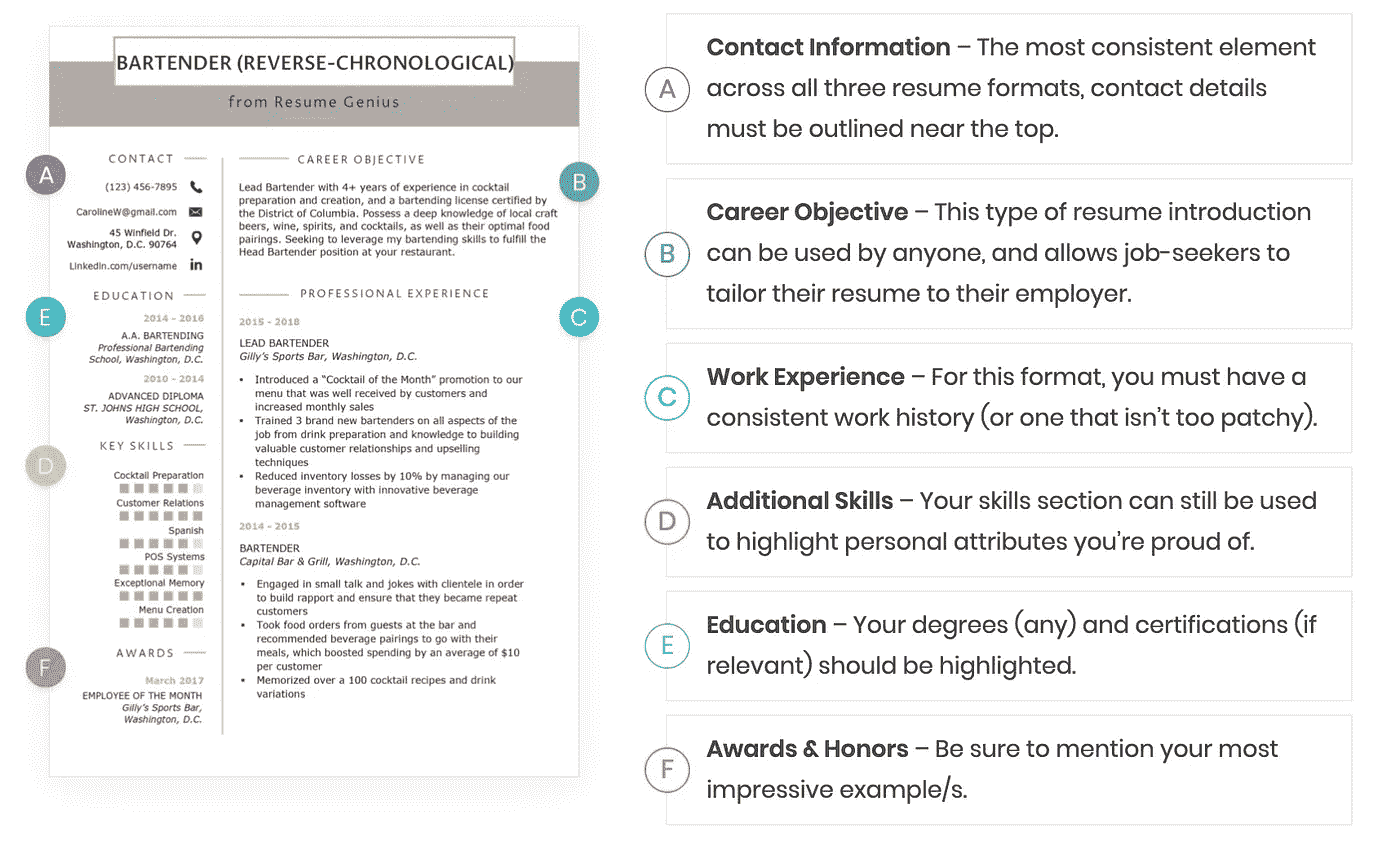 BARTENDER (REVERSE-CHRONOLOGICAL)
from Resume Genius
A
CONTACT
(123) 456-7895
CarolineW@gmail.com
45 Winfield Dr.
Washington, D.C. 90764
LinkedIn.com/username
in
E
EDUCATION
2014 - 2016
A.A. BARTENDING
Professional Bartending
School, Washington, D.C.
2010 - 2014
ADVANCED DIPLOMA
ST. JOHNS HIGH SCHOOL,
Washington, D.C.
D
KEY SKILLS
Cocktail Preparation
Customer Relations
Spanish
POS Systems
Exceptional Memory
Menu Creation
F
AWARDS
March 2017
EMPLOYEE OF THE MONTH
Gilly's Sports Bar,
Washington, D.C.
B
CAREER OBJECTIVE
Lead Bartender with 4+ years of experience in cocktail
preparation and creation, and a bartending license certified by
the District of Columbia. Possess a deep knowledge of local craft
beers, wine, spirits, and cocktails, as well as their optimal food
pairings. Seeking to leverage my bartending skills to fulfill the
Head Bartender position at your restaurant.
C
PROFESSIONAL EXPERIENCE
2015 - 2018
LEAD BARTENDER
Gilly's Sports Bar, Washington, D.C.
• Introduced a "Cocktail of the Month" promotion to our
menu that was well received by customers and
increased monthly sales
• Trained 3 brand new bartenders on all aspects of the
job from drink preparation and knowledge to building
valuable customer relationships and upselling
techniques
• Reduced inventory losses by 10% by managing our
beverage inventory with innovative beverage
management software
2014 - 2015
BARTENDER
Capital Bar & Grill, Washington, D.C.
• Engaged in small talk and jokes with clientele in order
to build rapport and ensure that they became repeat
customers
• Took food orders from guests at the bar and
recommended beverage pairings to go with their
meals, which boosted spending by an average of $10
per customer
• Memorized over a 100 cocktail recipes and drink
variations
A
Contact Information – The most consistent element
across all three resume formats, contact details
must be outlined near the top.
B
Career Objective – This type of resume introduction
can be used by anyone, and allows job-seekers to
tailor their resume to their employer.
C
Work Experience – For this format, you must have a
consistent work history (or one that isn't too patchy).
D
Additional Skills – Your skills section can still be used
to highlight personal attributes you're proud of.
E
Education – Your degrees (any) and certifications (if
relevant) should be highlighted.
F
Awards & Honors – Be sure to mention your most
impressive example/s.